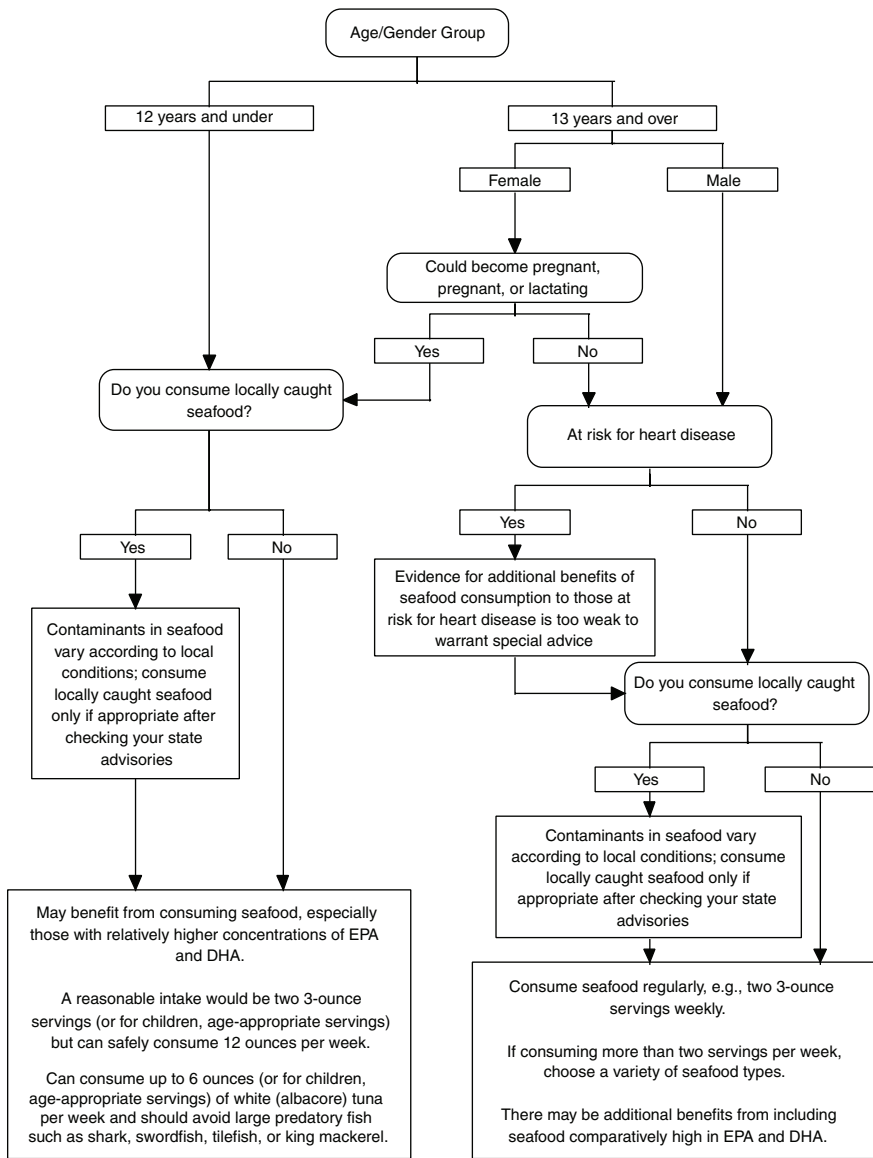 Age/Gender Group
12 years and under
13 years and over
Female
Male
Could become pregnant,
pregnant, or lactating
Yes
No
Do you consume locally caught
seafood?
At risk for heart disease
Yes
No
Yes
No
Evidence for additional benefits of
seafood consumption to those at
risk for heart disease is too weak to
warrant special advice
Contaminants in seafood
vary according to local
conditions; consume
locally caught seafood
only if appropriate after
checking your state
advisories
Do you consume locally caught
seafood?
Yes
No
Contaminants in seafood vary
according to local conditions; consume
locally caught seafood only if
appropriate after checking your state
advisories
May benefit from consuming seafood, especially
those with relatively higher concentrations of EPA
and DHA.
A reasonable intake would be two 3-ounce
servings (or for children, age-appropriate servings)
but can safely consume 12 ounces per week.
Can consume up to 6 ounces (or for children,
age-appropriate servings) of white (albacore) tuna
per week and should avoid large predatory fish
such as shark, swordfish, tilefish, or king mackerel.
Consume seafood regularly, e.g., two 3-ounce
servings weekly.
If consuming more than two servings per week,
choose a variety of seafood types.
There may be additional benefits from including
seafood comparatively high in EPA and DHA.